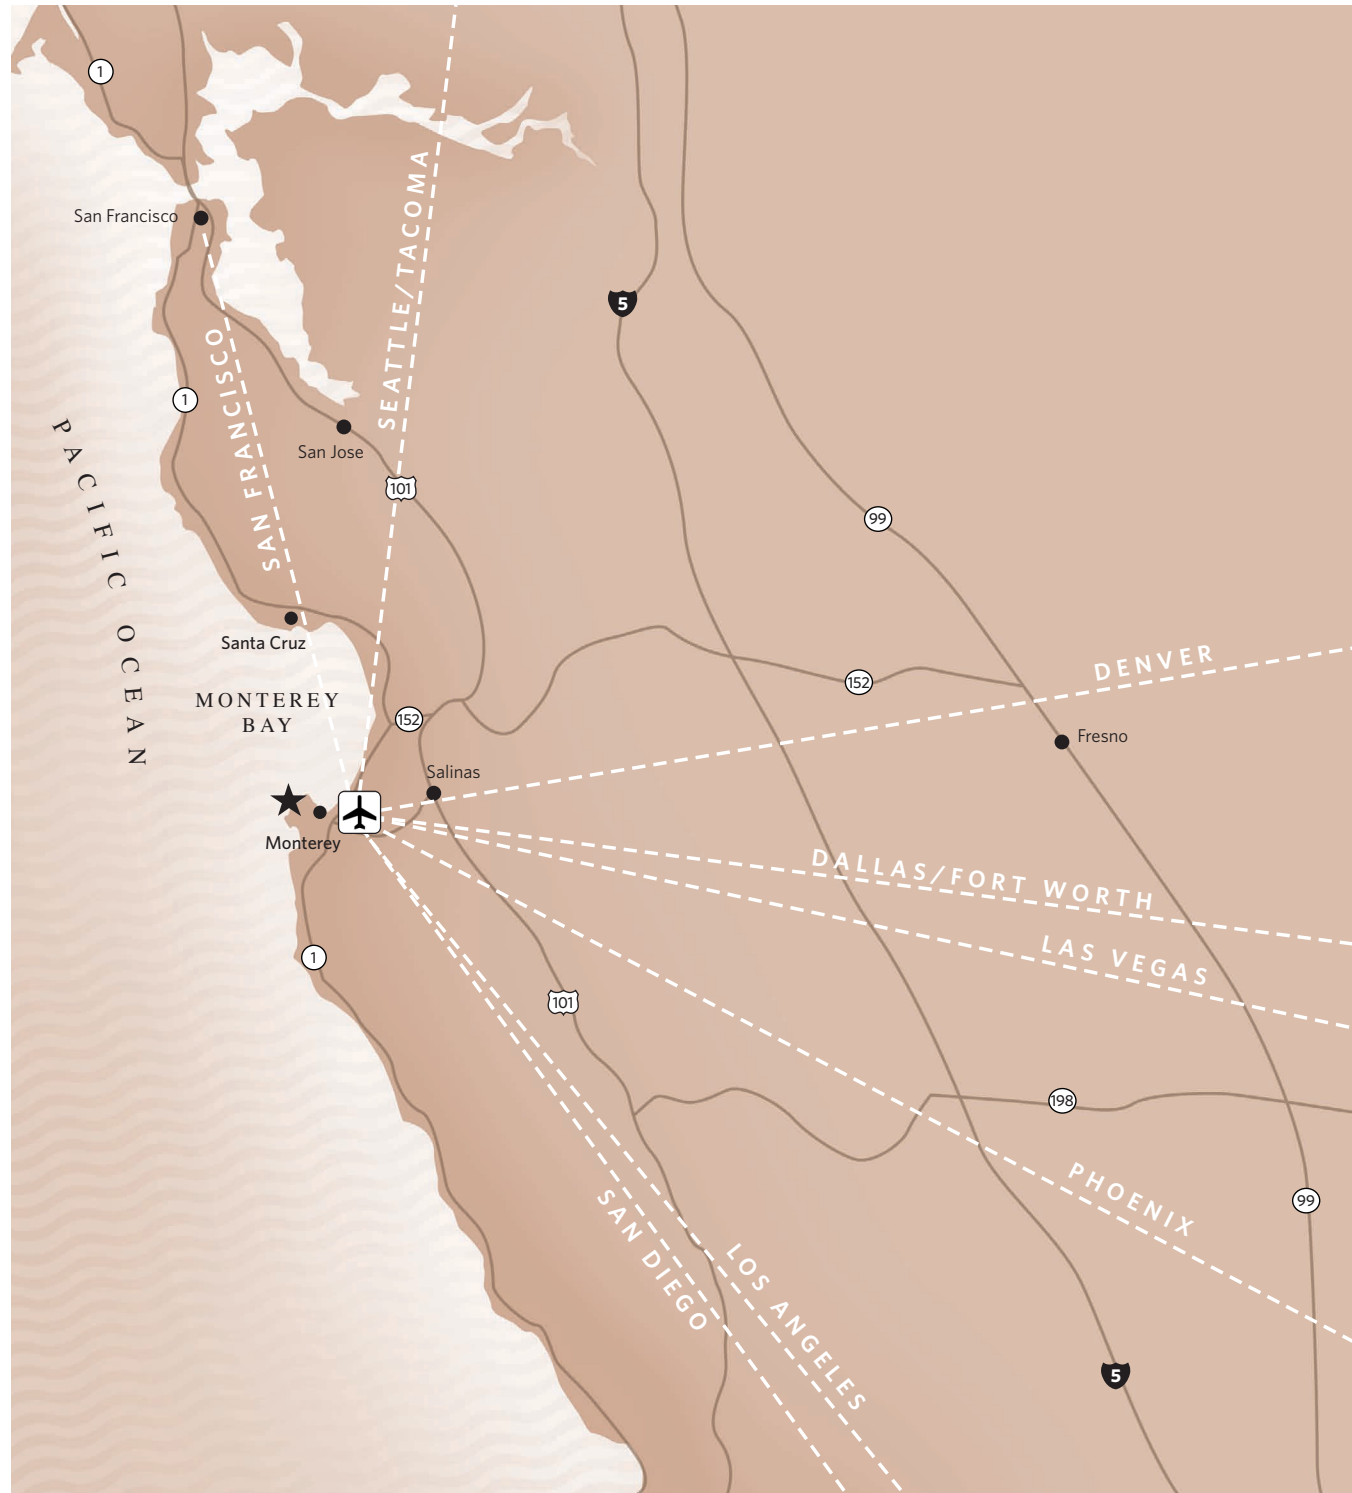 1
San Francisco
SEATTLE/TACOMA
5
SAN FRANCISCO
1
PACIFIC OCEAN
San Jose
101
99
Santa Cruz
DENVER
152
MONTEREY
BAY
152
Fresno
Salinas
Monterey
DALLAS/FORT WORTH
LAS VEGAS
1
101
198
PHOENIX
99
SAN DIEGO
LOS ANGELES
5